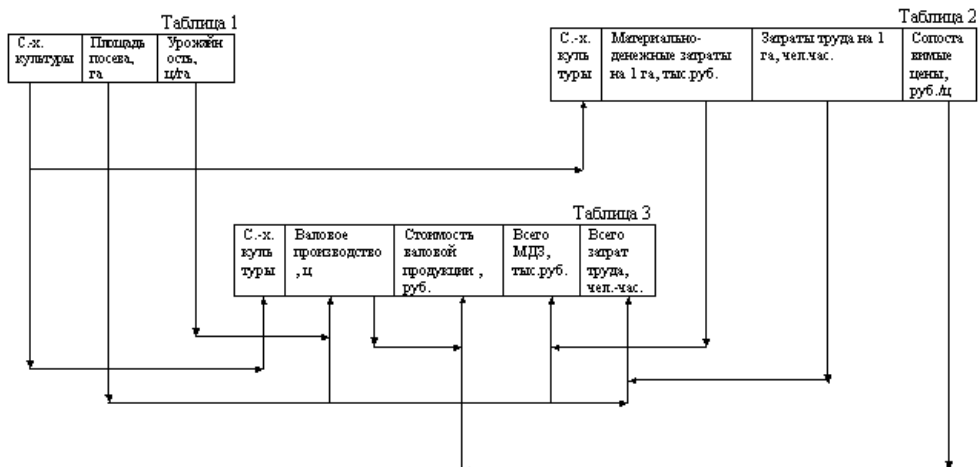 Таблица 1
С.-х.
культуры
Площадь
посева,
га
Урожайн
ость,
ц/га
Таблица 2
С.-х.
куль
туры
Материально-
денежные затраты
на 1 га, тыс.руб.
Затраты труда на 1
га, чел.час.
Сопоста
вимые
цены,
руб./ц
Таблица 3
С.-х.
куль
туры
Валовое
производство
, ц
Стоимость
валовой
продукции ,
руб.
Всего
МДЗ,
тыс.руб.
Всего
затрат
труда,
чел.-час.